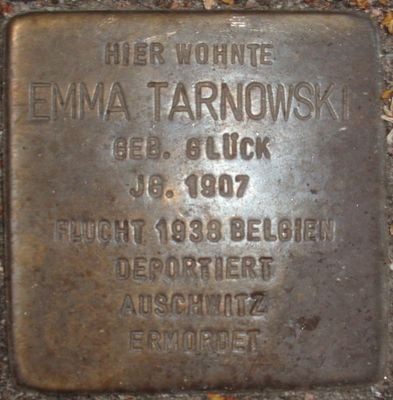 HIER WOHNTE
EMMA TARNOWSKI
GEB. GLÜCK
JG. 1907
FLUCHT 1938 BELGIEN
DEPORTIERT
AUSCHWITZ
ERMORDET